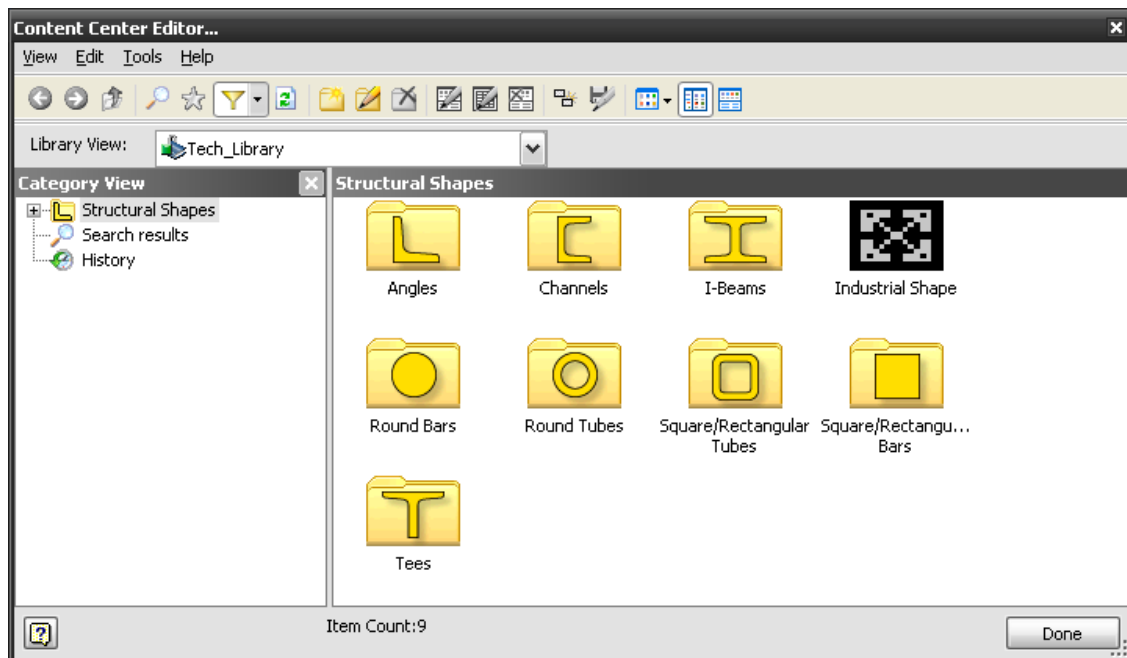 Content Center Editor...
View Edit Tools Help
Library View: Tech_Library
Category View
Structural Shapes
Search results
History
Structural Shapes
Angles Channels I-Beams Industrial Shape
Round Bars Round Tubes Square/Rectangular Tubes Square/Rectangu... Bars
Tees
Item Count:9
Done